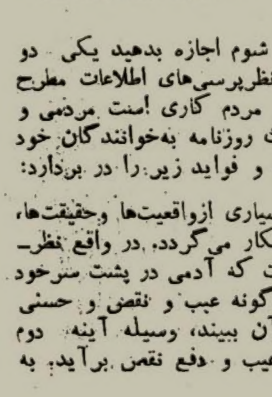 شوم اجازه بدهید یکی دو
نظرپرسی‌های اطلاعات مطرح
مردم کاری است مردمی و
روزنامه به‌خوانندگان خود
و فواید زیر را در بردارد:
سیاری ازواقعیت‌ها وحقیقت‌ها،
کار می‌گردد. در واقع نظر-
ت که آدمی در پشت سرخود
گونه عیب و نقص و حسنی
آن ببیند، وسیله آینه دوم
عیب و دفع نقص برآید. به